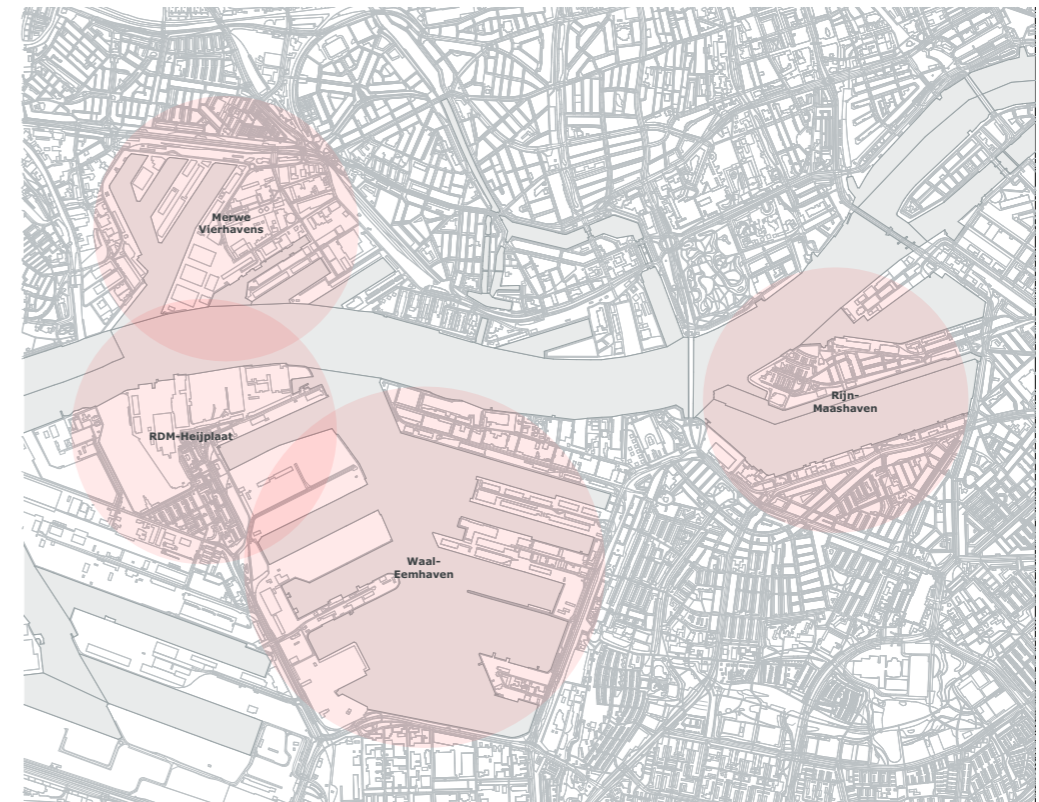 Merwe
Vierhavens
Rijn-
Maashaven
RDM-Heijplaat
Waal-
Eemhaven